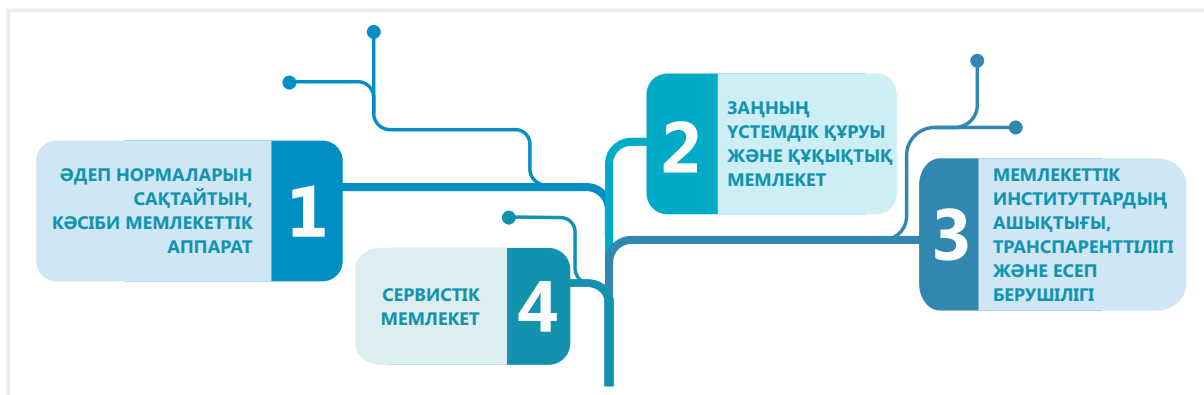 ӘДЕП НОРМАЛАРЫН
САҚТАЙТЫН,
КӘСІБИ МЕМЛЕКЕТТІК
АППАРАТ
1
2
ЗАҢНЫҢ
ҮСТЕМДІК ҚҰРУЫ
ЖӘНЕ ҚҰҚЫҚТЫҚ
МЕМЛЕКЕТ
3
МЕМЛЕКЕТТІК
ИНСТИТУТТАРДЫҢ
АШЫҚТЫҒЫ,
ТРАНСПАРЕНТТІЛІГІ
ЖӘНЕ ЕСЕП
БЕРУШІЛІГІ
СЕРВИСТІК
МЕМЛЕКЕТ
4